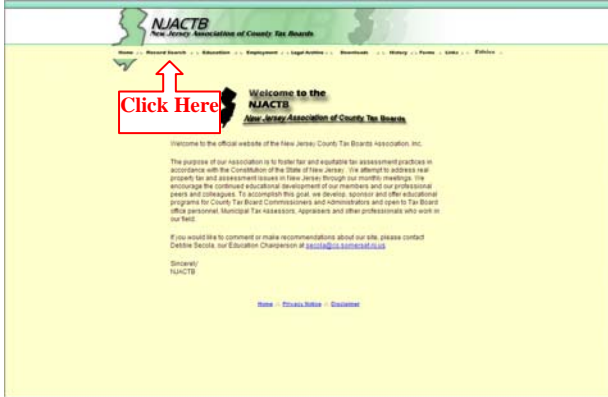 NJACTB
New Jersey Association of County Tax Boards
Home Record Search Education Employment Legal Archive Downloads History Forms Links Ethics
Click Here
Welcome to the
NJACTB
New Jersey Association of County Tax Boards
Welcome to the official website of the New Jersey County Tax Boards Association, Inc.
The purpose of our Association is to foster fair and equitable tax assessment practices in
accordance with the Constitution of the State of New Jersey. We attempt to address real
property tax and assessment issues in New Jersey through our monthly meetings. We
encourage the continued educational development of our members and our professional
peers and colleagues. To accomplish this goal, we develop, sponsor and offer educational
programs for County Tax Board Commissioners and Administrators and open to Tax Board
office personnel, Municipal Tax Assessors, Appraisers and other professionals who work in
our field.
If you would like to comment or make recommendations about our site, please contact
Debbie Secola, our Education Chairperson at secola@co.somerset.nj.us
Sincerely
NJACTB
Home :: Privacy Notice :: Disclaimer